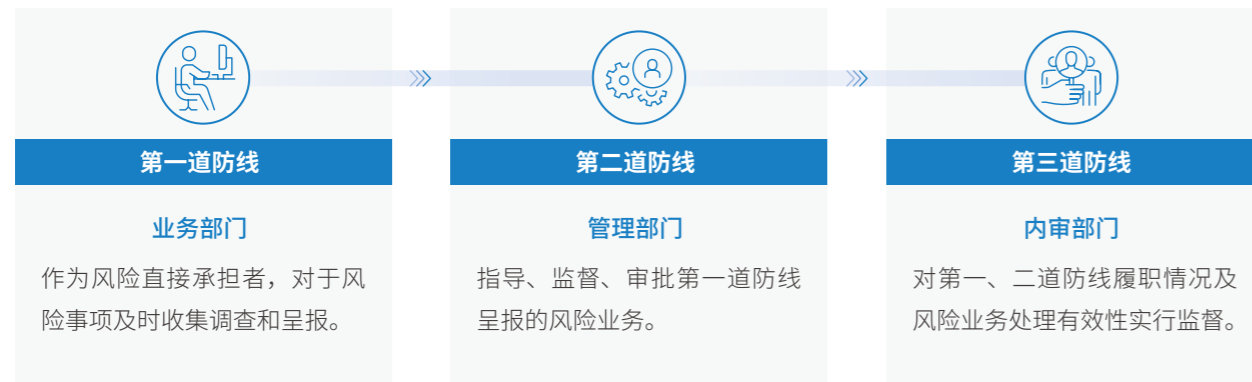 第一道防线
业务部门
作为风险直接承担者，对于风
险事项及时收集调查和呈报。
第二道防线
管理部门
指导、监督、审批第一道防线
呈报的风险业务。
第三道防线
内审部门
对第一、二道防线履职情况及
风险业务处理有效性实行监督。